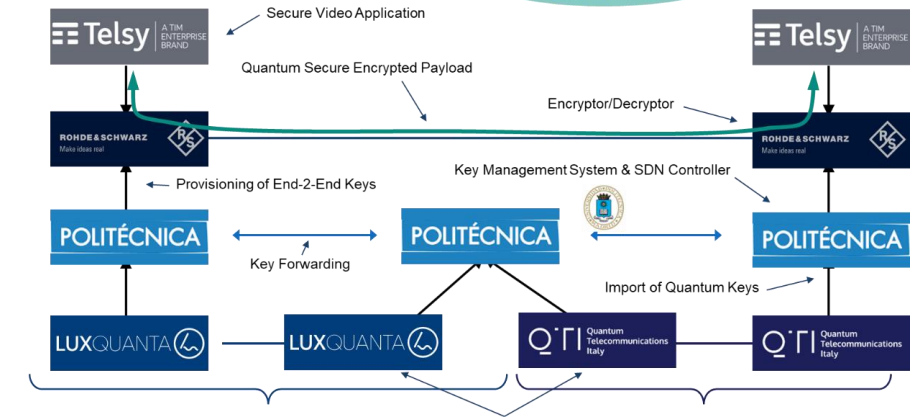 Telsy
A TIM
ENTERPRISE
BRAND
Secure Video Application
Telsy
A TIM
ENTERPRISE
BRAND
Quantum Secure Encrypted Payload
Encryptor/Decryptor
ROHDE&SCHWARZ
Make ideas real
R
S
ROHDE&SCHWARZ
Make ideas real
R
S
Key Management System & SDN Controller
Provisioning of End-2-End Keys
POLITÉCNICA
POLITÉCNICA
POLITÉCNICA
Key Forwarding
Import of Quantum Keys
LUXQUANTA
LUXQUANTA
QTI
Quantum
Telecommunications
Italy
QTI
Quantum
Telecommunications
Italy